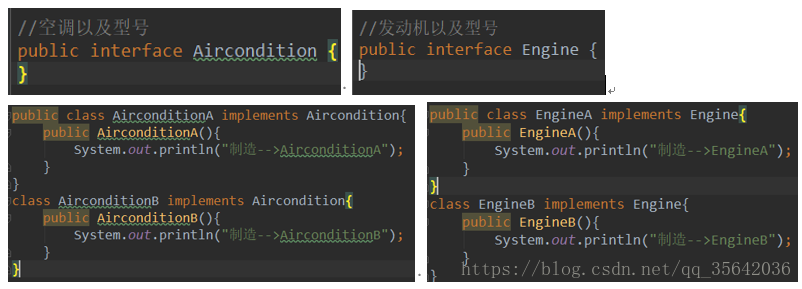 //空调以及型号
public interface Aircondition {
}
//发动机以及型号
public interface Engine {
}
public class AirconditionA implements Aircondition{
public AirconditionA(){
System.out.println("制造-->AirconditionA");
}
}
class AirconditionB implements Aircondition{
public AirconditionB(){
System.out.println("制造-->AirconditionB");
}
}
public class EngineA implements Engine{
public EngineA(){
System.out.println("制造-->EngineA");
}
}
class EngineB implements Engine{
public EngineB(){
System.out.println("制造-->EngineB");
}
}
https://blog.csdn.net/qq_35642036